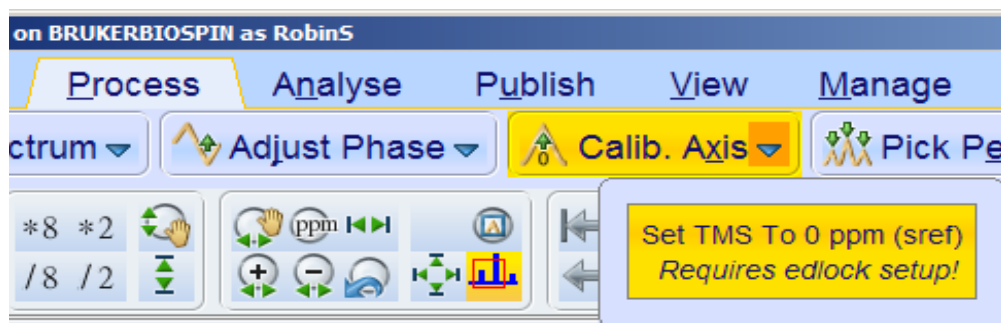 on BRUKERBIOSPIN as RobinS
Process Analyse Publish View Manage
ctrum Adjust Phase 0 Calib. Axis Pick Pe
*8 *2 ppm
Set TMS To 0 ppm (sref)
/8 /2 Requires edlock setup!